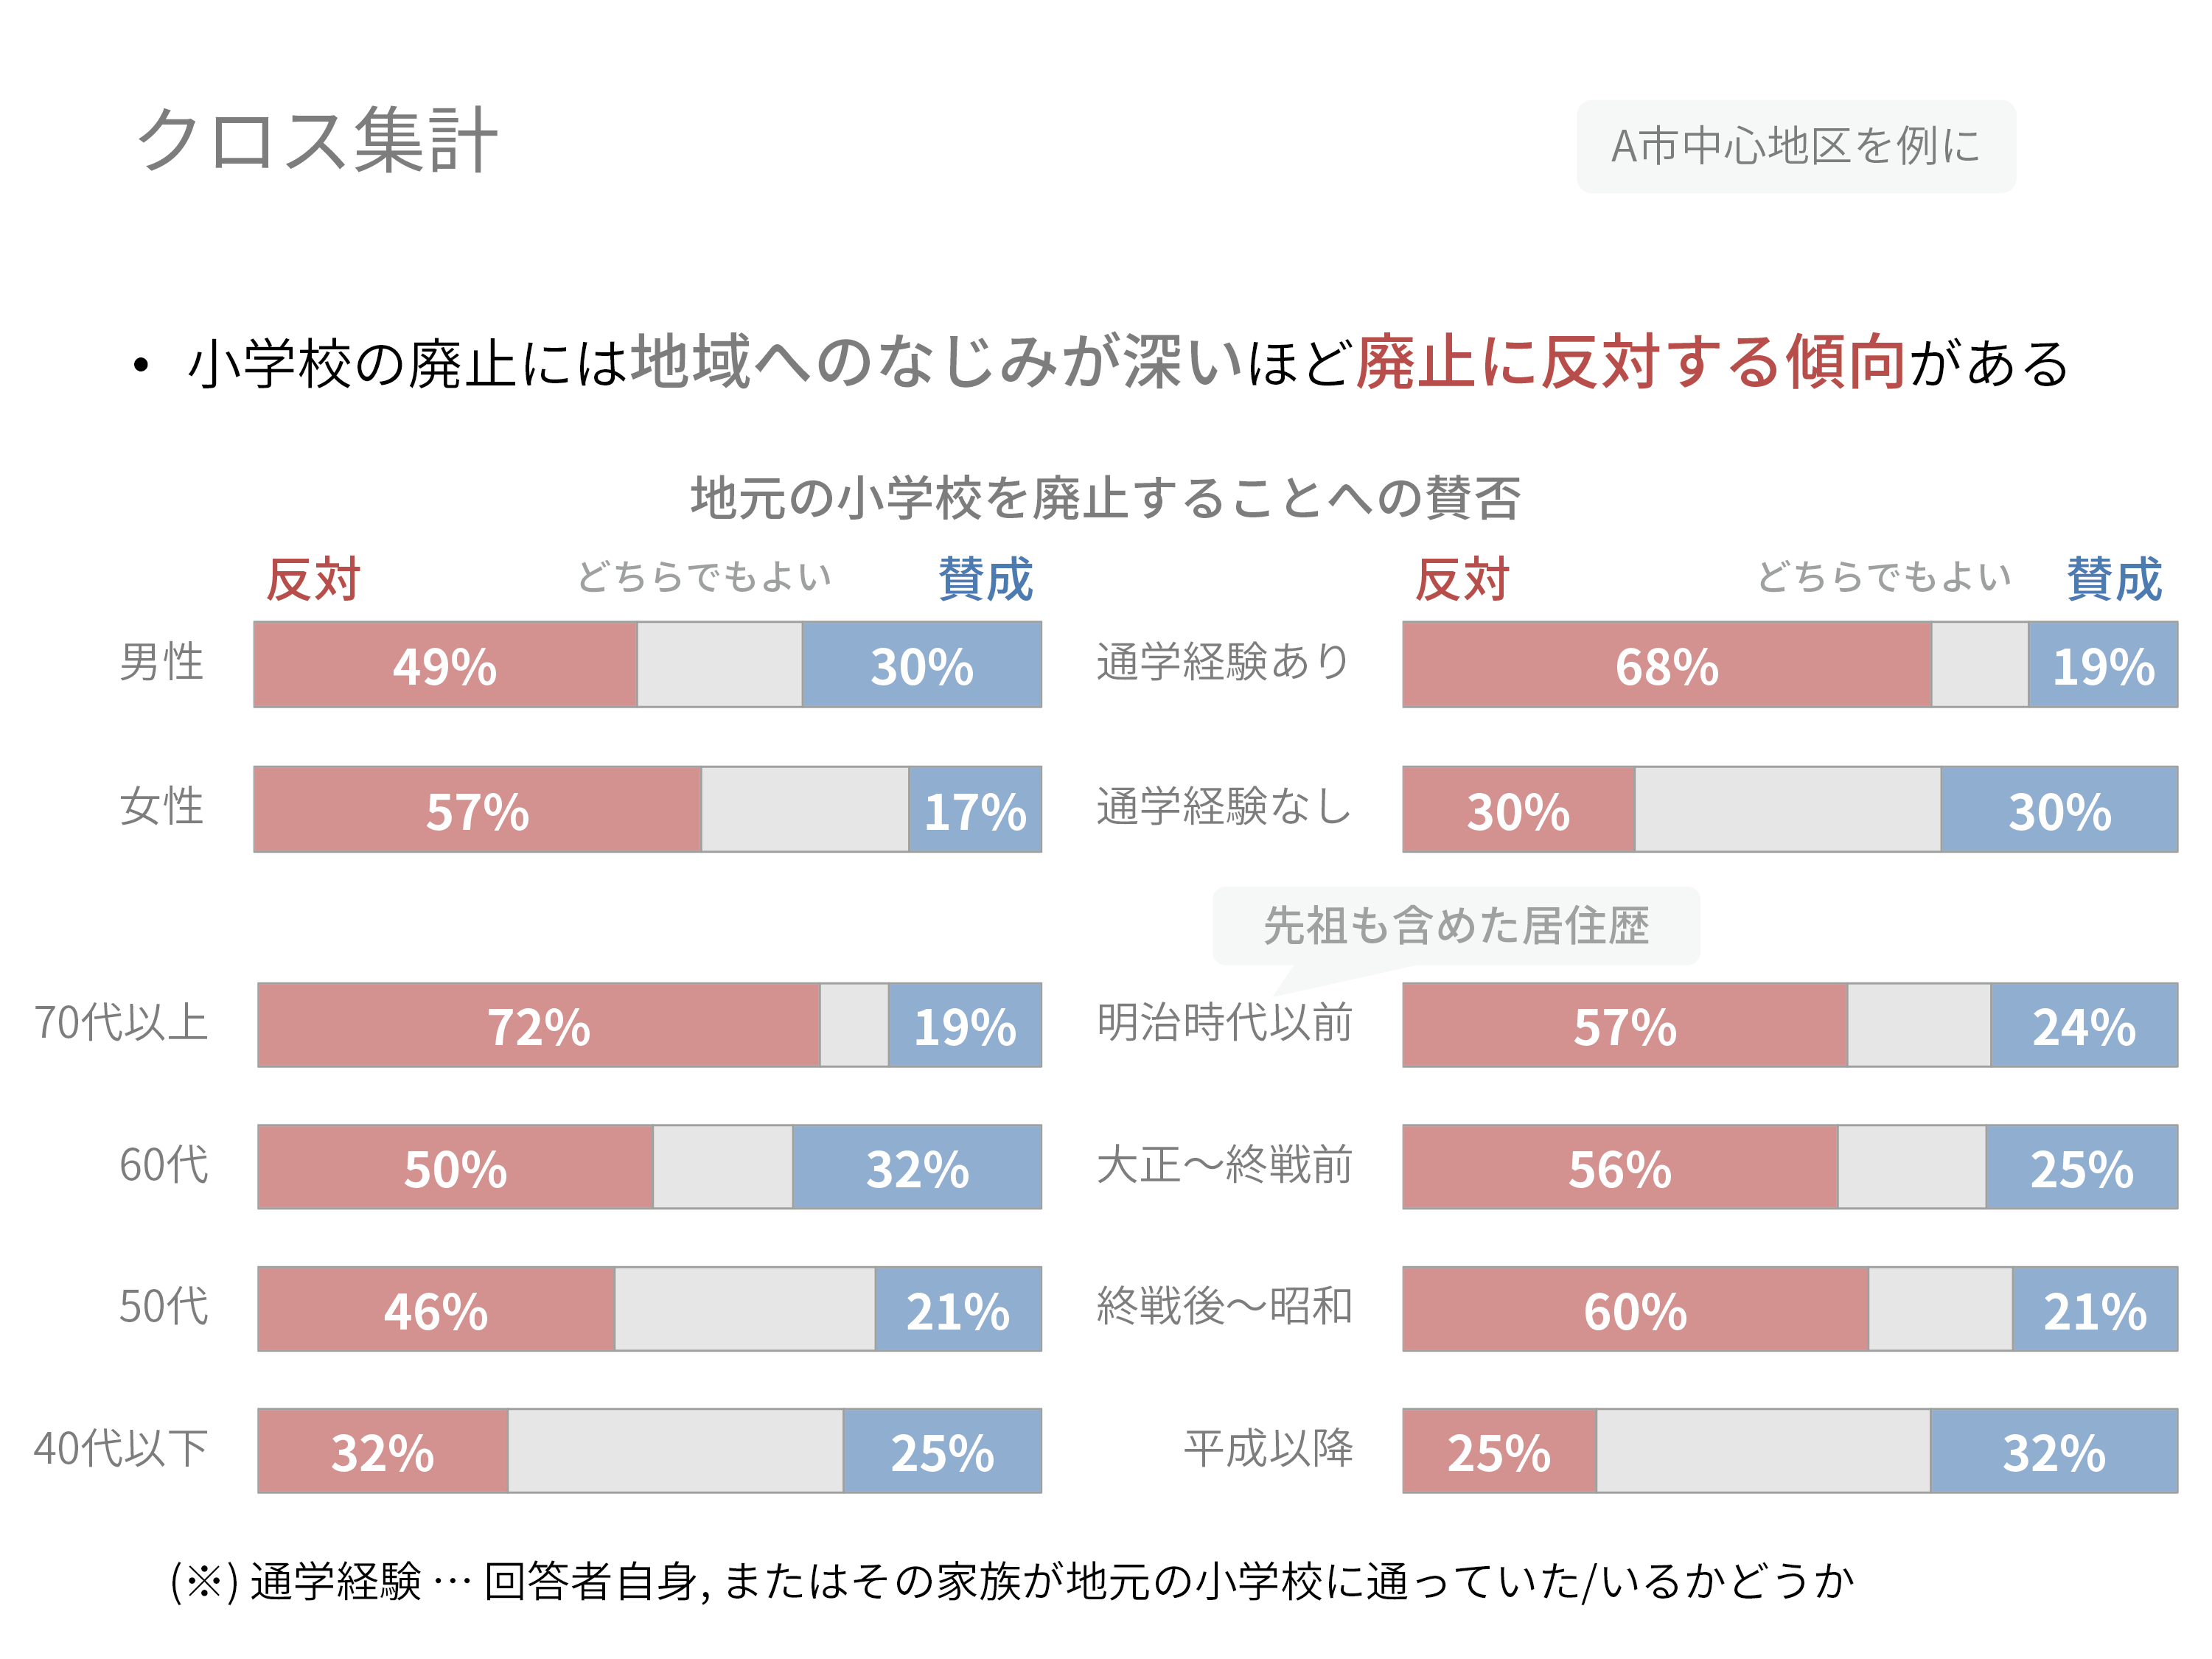 クロス集計
A市中心地区を例に
• 小学校の廃止には地域へのなじみが深いほど廃止に反対する傾向がある
地元の小学校を廃止することへの賛否
反対 どちらでもよい 賛成
男性 49% 30%
女性 57% 17%
70代以上 72% 19%
60代 50% 32%
50代 46% 21%
40代以下 32% 25%
反対 どちらでもよい 賛成
通学経験あり 68% 19%
通学経験なし 30% 30%
先祖も含めた居住歴
明治時代以前 57% 24%
大正〜終戦前 56% 25%
終戦後〜昭和 60% 21%
平成以降 25% 32%
(※) 通学経験 … 回答者自身, またはその家族が地元の小学校に通っていた/いるかどうか